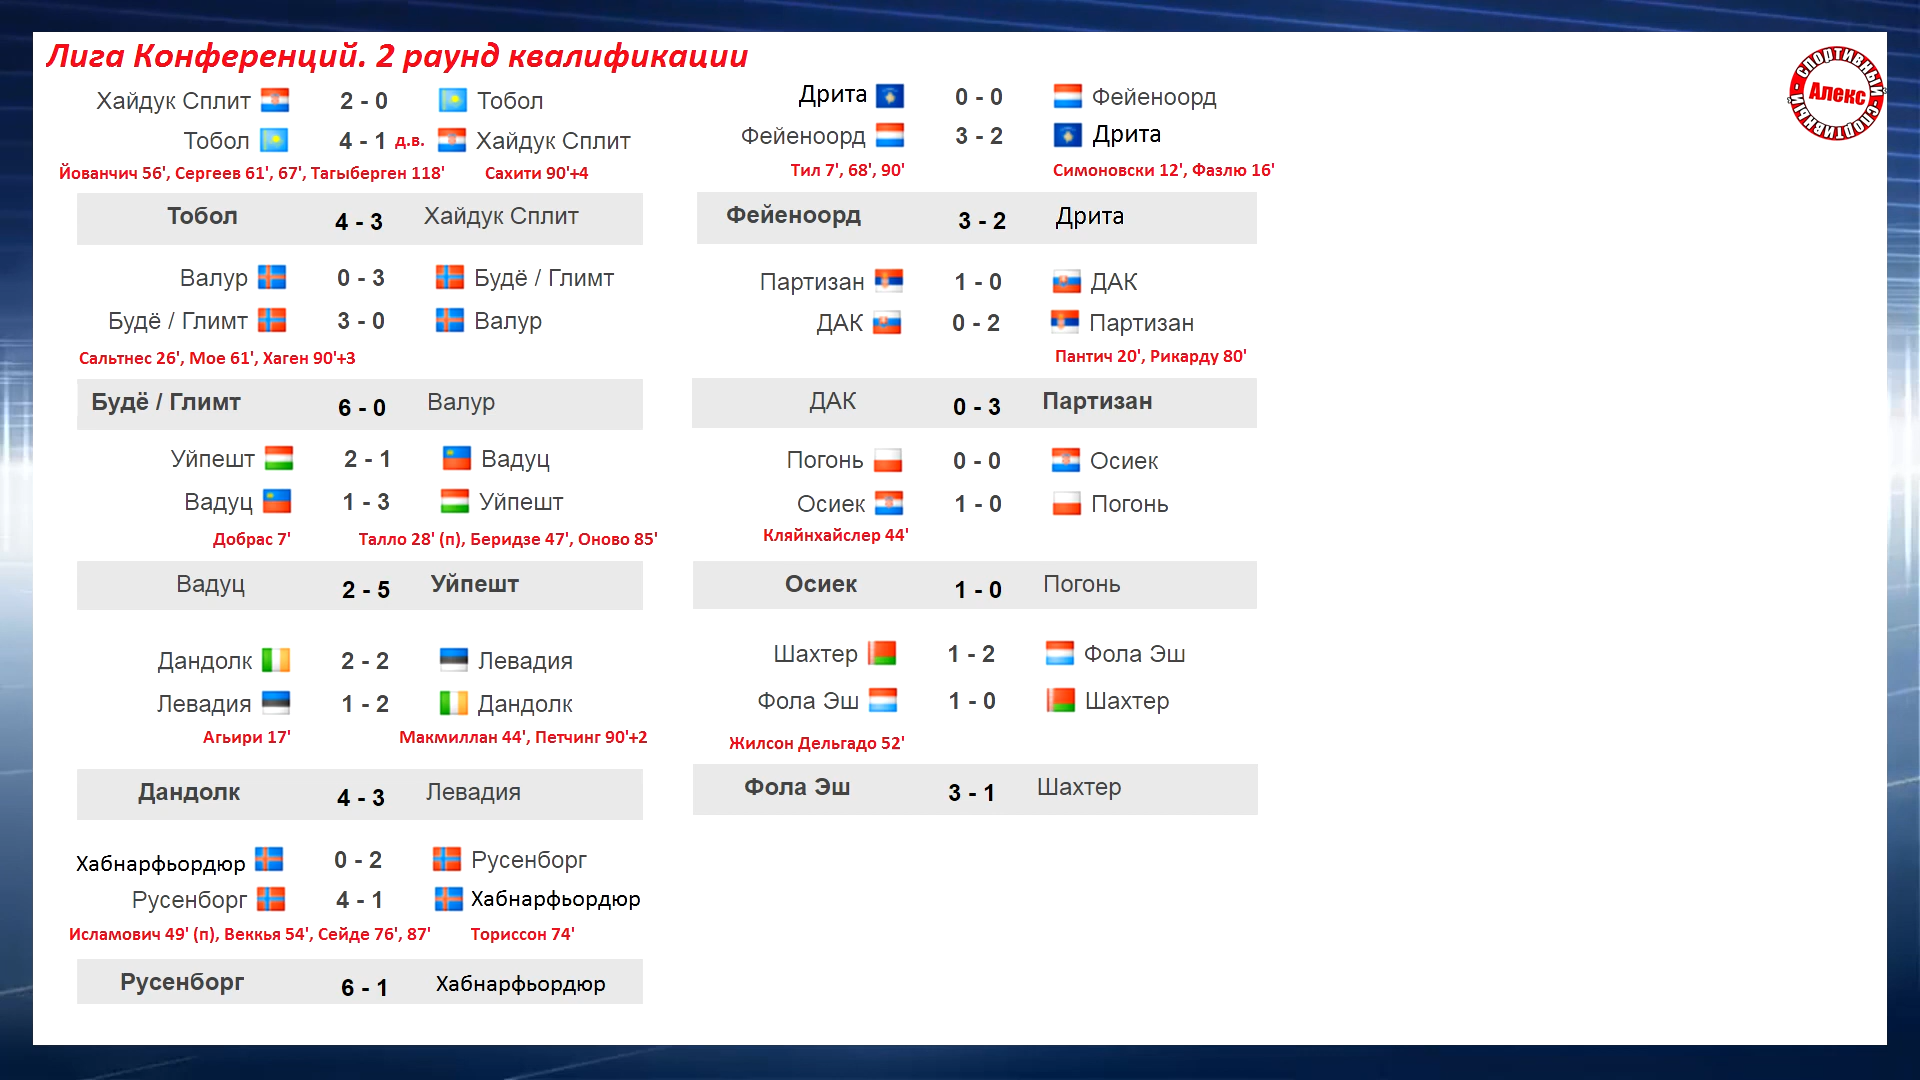 Лига Конференций. 2 раунд квалификации
Хайдук Сплит 2 - 0 Тобол
Тобол 4 - 1 д.в. Хайдук Сплит
Йованчич 56', Сергеев 61', 67', Тагыберген 118' Сахити 90'+4
Тобол 4 - 3 Хайдук Сплит
Валур 0 - 3 Будё / Глимт
Будё / Глимт 3 - 0 Валур
Сальтнес 26', Мое 61', Хаген 90'+3
Будё / Глимт 6 - 0 Валур
Уйпешт 2 - 1 Вадуц
Вадуц 1 - 3 Уйпешт
Добрас 7' Талло 28' (п), Беридзе 47', Оново 85'
Вадуц 2 - 5 Уйпешт
Дандолк 2 - 2 Левадия
Левадия 1 - 2 Дандолк
Агьири 17' Макмиллан 44', Петчинг 90'+2
Дандолк 4 - 3 Левадия
Хабнарфьордюр 0 - 2 Русенборг
Русенборг 4 - 1 Хабнарфьордюр
Исламович 49' (п), Веккья 54', Сейде 76', 87' Ториссон 74'
Русенборг 6 - 1 Хабнарфьордюр
Дрита 0 - 0 Фейеноорд
Фейеноорд 3 - 2 Дрита
Тил 7', 68', 90' Симоновски 12', Фазлю 16'
Фейеноорд 3 - 2 Дрита
Партизан 1 - 0 ДАК
ДАК 0 - 2 Партизан
Пантич 20', Рикарду 80'
ДАК 0 - 3 Партизан
Погонь 0 - 0 Осиек
Осиек 1 - 0 Погонь
Кляйнхайслер 44'
Осиек 1 - 0 Погонь
Шахтер 1 - 2 Фола Эш
Фола Эш 1 - 0 Шахтер
Жилсон Дельгадо 52'
Фола Эш 3 - 1 Шахтер
СПОРТИВНЫЙ
Алекс
СПОРТИВНЫЙ